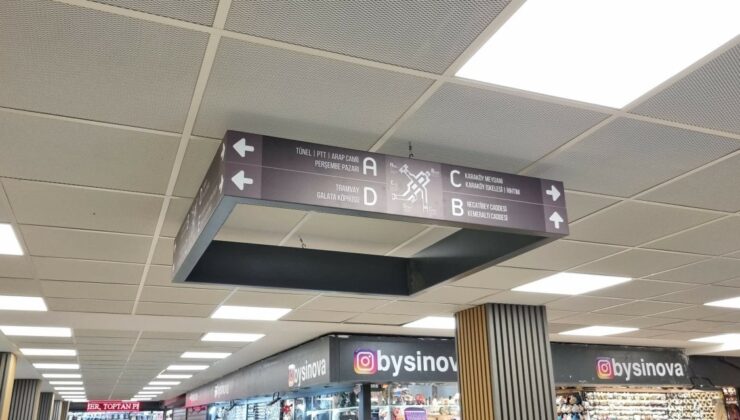 TÜNEL | PTT | ARAP CAMİİ
PERŞEMBE PAZARI
A
TRAMVAY
GALATA KÖPRÜSÜ
D
C
KARAKÖY MEYDANI
KARAKÖY İSKELESİ | RIHTIM
B
NECATİBEY CADDESİ
KEMERALTI CADDESİ
bysinova
bysinova
bysinova
TOPTAN